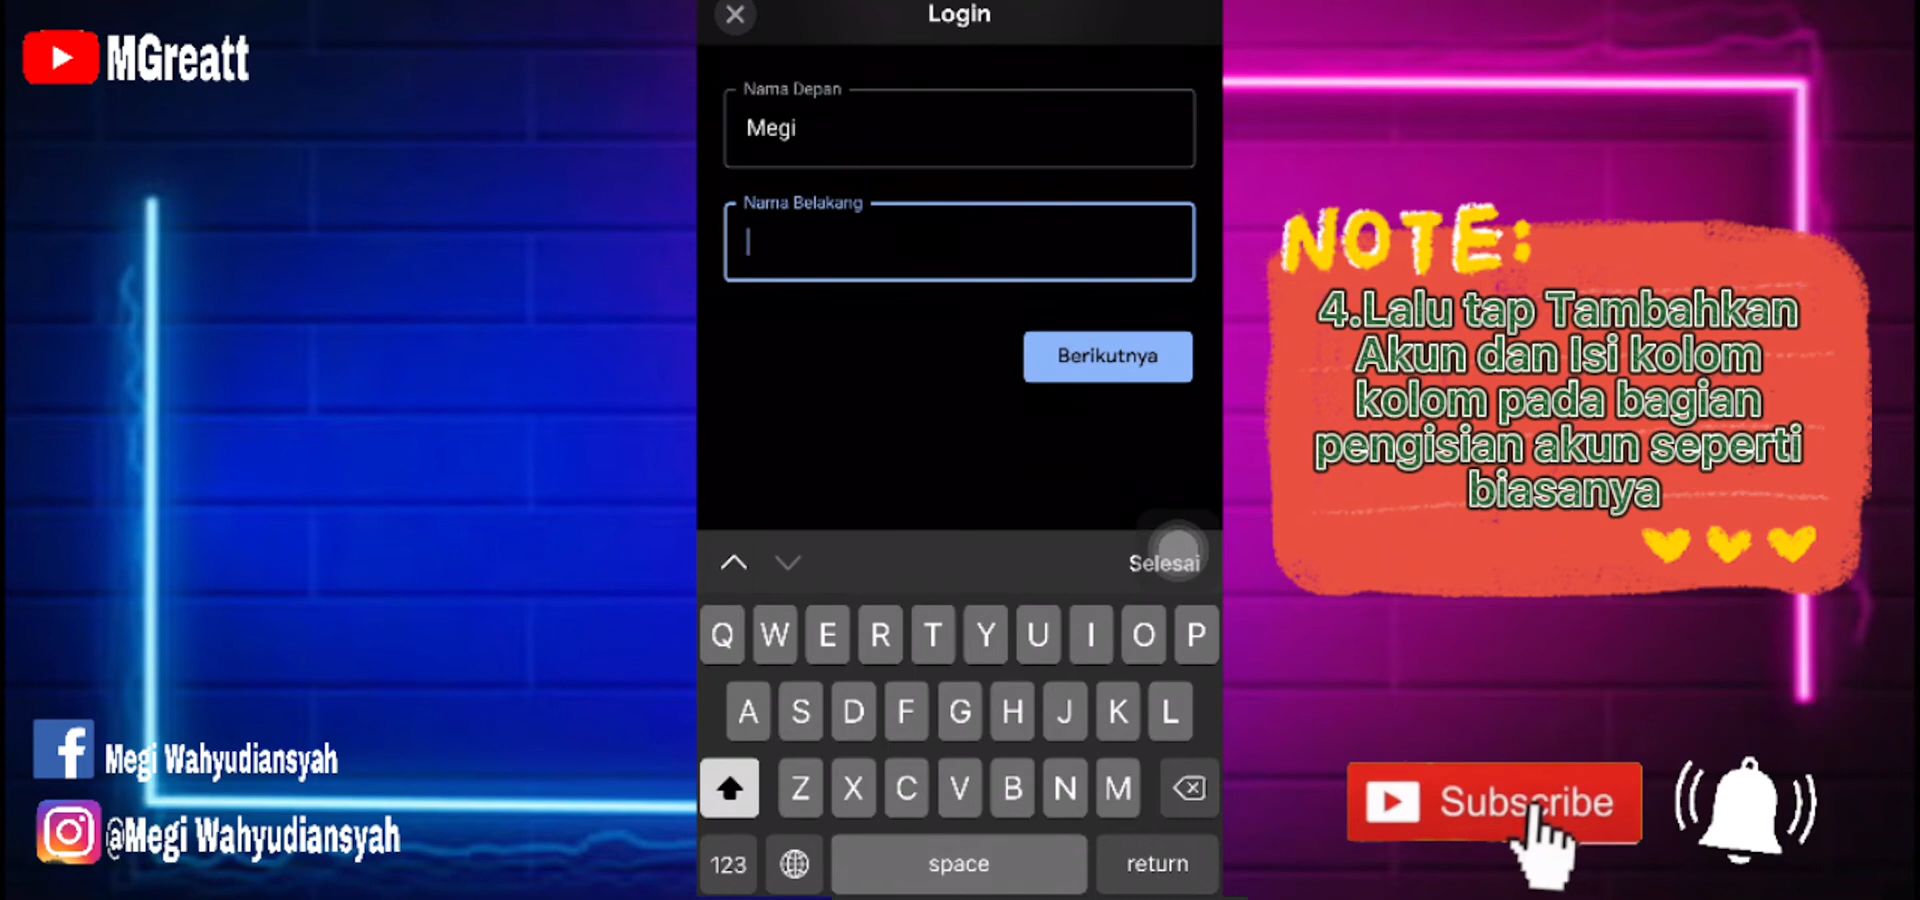 MGreatt
Login
Nama Depan
Megi
Nama Belakang
Berikutnya
NOTE:
4.Lalu tap Tambahkan
Akun dan Isi kolom
kolom pada bagian
pengisian akun seperti
biasanya
Selesai
Q W E R T Y U I O P
A S D F G H J K L
Z X C V B N M
123 space return
Megi Wahyudiansyah
@Megi Wahyudiansyah
Subscribe